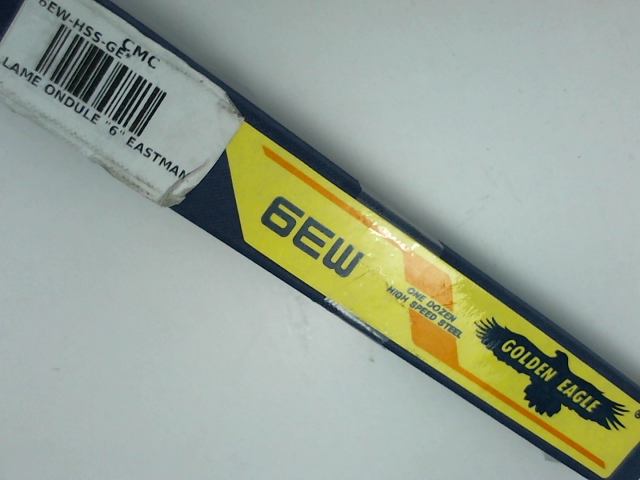 6EW-HSS-GE*
CMC
LAME ONDULE "6" EASTMAN
6EW
ONE DOZEN
HIGH SPEED STEEL
GOLDEN EAGLE
®